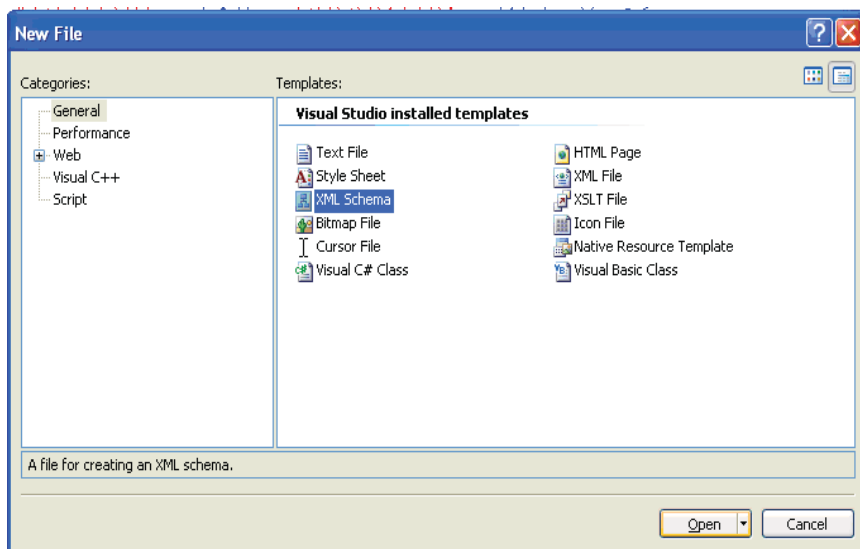 New File
Categories:
Templates:
General
Performance
Web
Visual C++
Script
Visual Studio installed templates
Text File
HTML Page
Style Sheet
XML File
XML Schema
XSLT File
Bitmap File
Icon File
Cursor File
Native Resource Template
Visual C# Class
Visual Basic Class
A file for creating an XML schema.
Open
Cancel